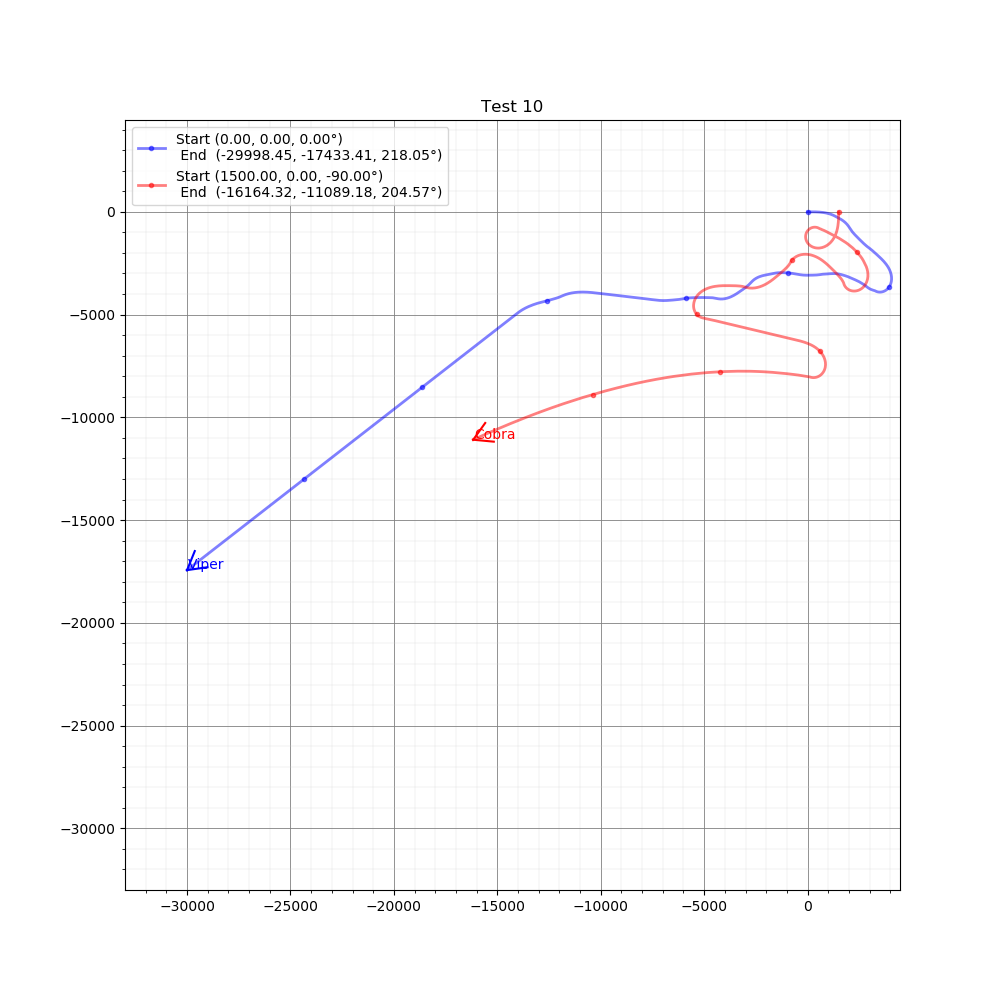 Test 10
Start (0.00, 0.00, 0.00°)
End  (-29998.45, -17433.41, 218.05°)
Start (1500.00, 0.00, -90.00°)
End  (-16164.32, -11089.18, 204.57°)
0
−5000
−10000
−15000
−20000
−25000
−30000
Cobra
Viper
−30000 −25000 −20000 −15000 −10000 −5000 0